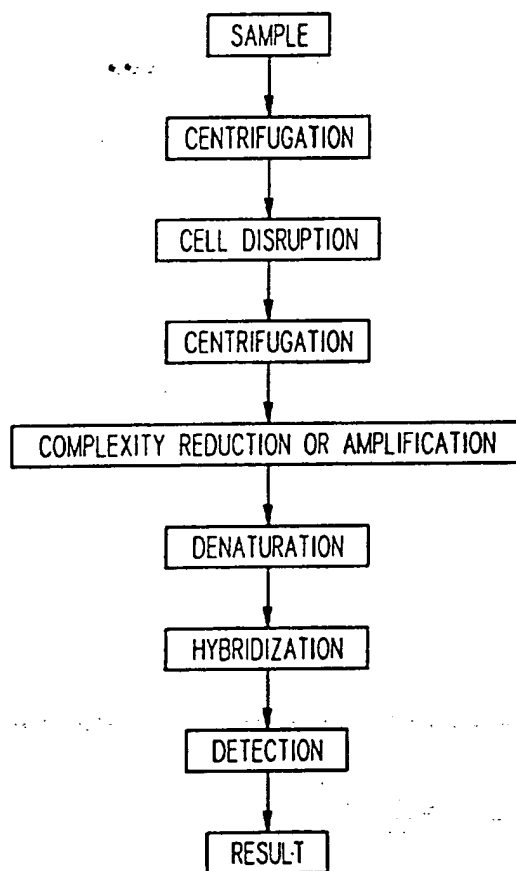 SAMPLE
CENTRIFUGATION
CELL DISRUPTION
CENTRIFUGATION
COMPLEXITY REDUCTION OR AMPLIFICATION
DENATURATION
HYBRIDIZATION
DETECTION
RESULT